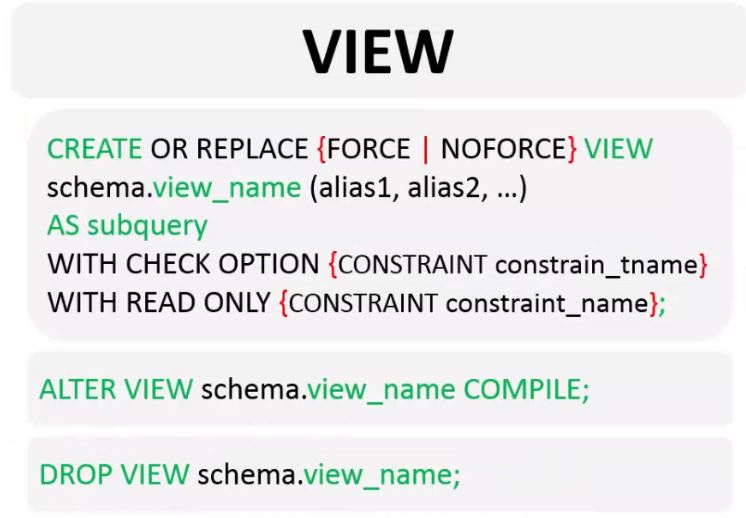 VIEW
CREATE OR REPLACE {FORCE | NOFORCE} VIEW
schema.view_name (alias1, alias2, …)
AS subquery
WITH CHECK OPTION {CONSTRAINT constrain_tname}
WITH READ ONLY {CONSTRAINT constraint_name};
ALTER VIEW schema.view_name COMPILE;
DROP VIEW schema.view_name;